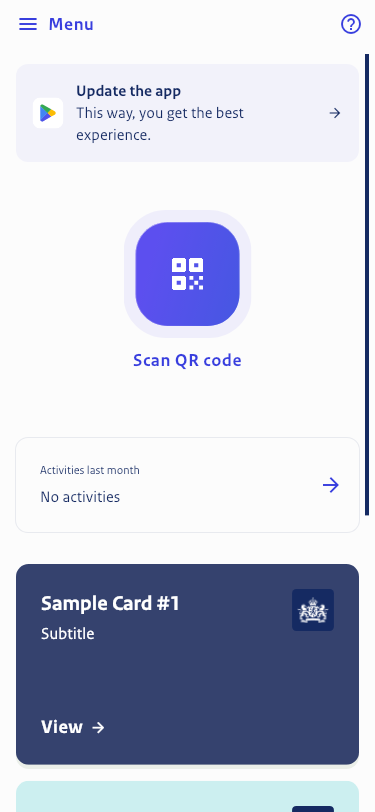 Menu
Update the app
This way, you get the best
experience.
Scan QR code
Activities last month
No activities
Sample Card #1
Subtitle
View